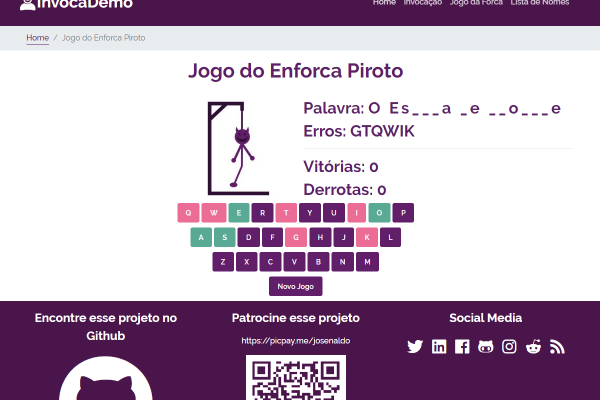 InvocaDemo
Home Invocação Jogo da Forca Lista de Nomes
Home / Jogo do Enforca Piroto
Jogo do Enforca Piroto
Palavra: O Es___a _e __o___e
Erros: GTQWIK
Vitórias: 0
Derrotas: 0
Q W E R T Y U I O P
A S D F G H J K L
Z X C V B N M
Novo Jogo
Encontre esse projeto no
Github
Patrocine esse projeto
https://picpay.me/josenaldo
Social Media